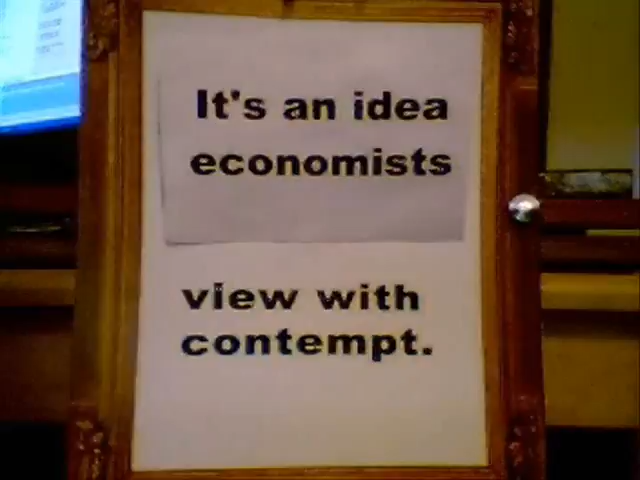 It's an idea
economists
view with
contempt.